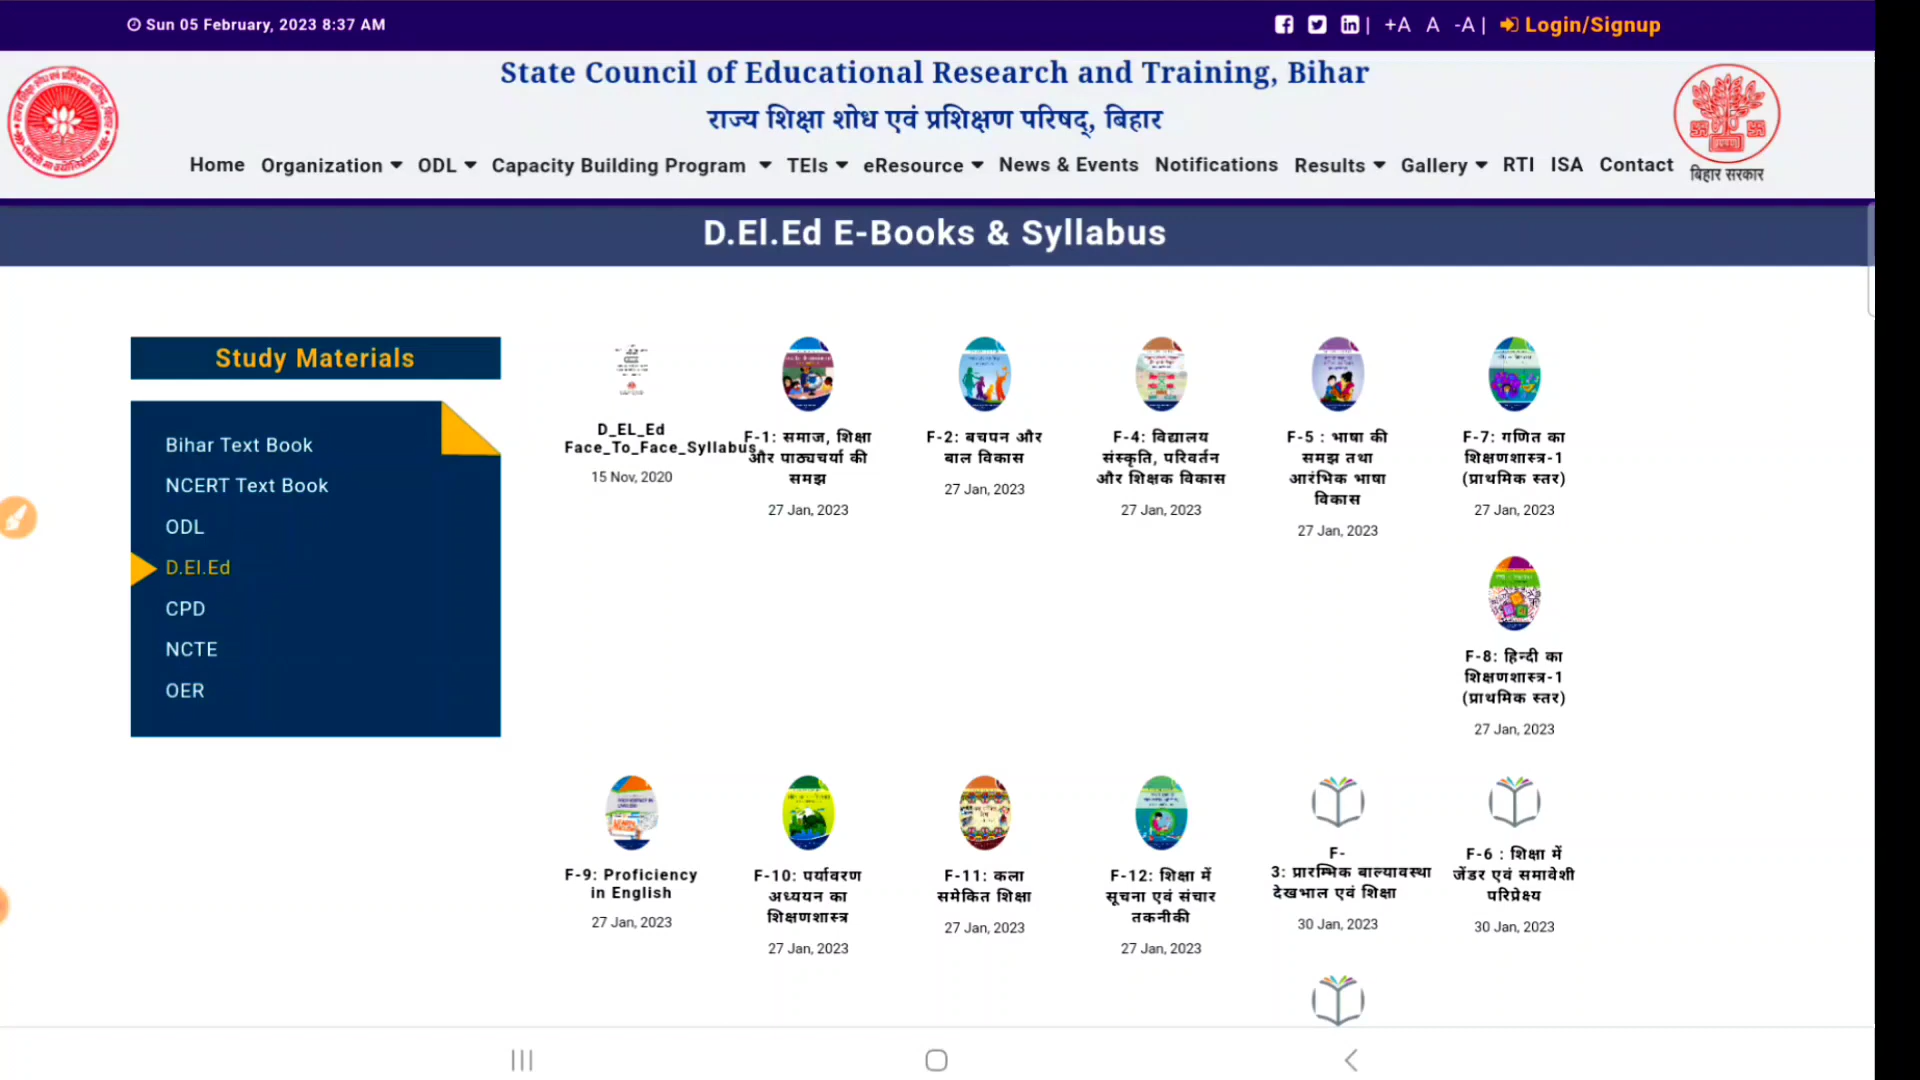 Sun 05 February, 2023 8:37 AM
| +A A -A | Login/Signup
State Council of Educational Research and Training, Bihar
राज्य शिक्षा शोध एवं प्रशिक्षण परिषद्, बिहार
Home Organization ODL Capacity Building Program TEIs eResource News & Events Notifications Results Gallery RTI ISA Contact
बिहार सरकार
D.El.Ed E-Books & Syllabus
Study Materials
Bihar Text Book
NCERT Text Book
ODL
D.El.Ed
CPD
NCTE
OER
D_EL_Ed
Face_To_Face_Syllabus
15 Nov, 2020
F-1: समाज, शिक्षा
और पाठ्यचर्या की
समझ
27 Jan, 2023
F-2: बचपन और
बाल विकास
27 Jan, 2023
F-4: विद्यालय
संस्कृति, परिवर्तन
और शिक्षक विकास
27 Jan, 2023
F-5 : भाषा की
समझ तथा
आरंभिक भाषा
विकास
27 Jan, 2023
F-7: गणित का
शिक्षणशास्त्र-1
(प्राथमिक स्तर)
27 Jan, 2023
F-8: हिन्दी का
शिक्षणशास्त्र-1
(प्राथमिक स्तर)
27 Jan, 2023
F-9: Proficiency
in English
27 Jan, 2023
F-10: पर्यावरण
अध्ययन का
शिक्षणशास्त्र
27 Jan, 2023
F-11: कला
समेकित शिक्षा
27 Jan, 2023
F-12: शिक्षा में
सूचना एवं संचार
तकनीकी
27 Jan, 2023
F-
3: प्रारम्भिक बाल्यावस्था
देखभाल एवं शिक्षा
30 Jan, 2023
F-6 : शिक्षा में
जेंडर एवं समावेशी
परिप्रेक्ष्य
30 Jan, 2023